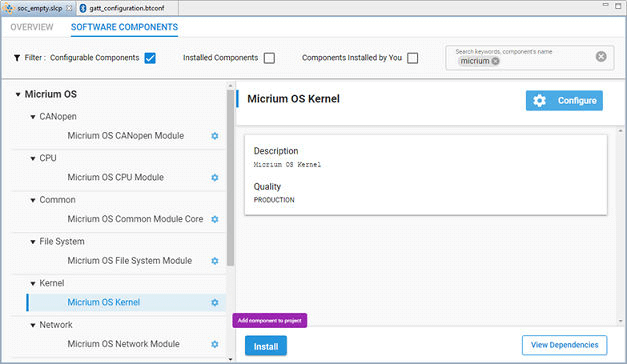 soc_empty.slcp
gatt_configuration.btconf
OVERVIEW
SOFTWARE COMPONENTS
Filter : Configurable Components
Installed Components
Components Installed by You
Search keywords, component's name
micrium
Micrium OS
CANopen
Micrium OS CANopen Module
CPU
Micrium OS CPU Module
Common
Micrium OS Common Module Core
File System
Micrium OS File System Module
Kernel
Micrium OS Kernel
Network
Micrium OS Network Module
Micrium OS Kernel
Configure
Description
Micrium OS Kernel
Quality
PRODUCTION
Add component to project
Install
View Dependencies